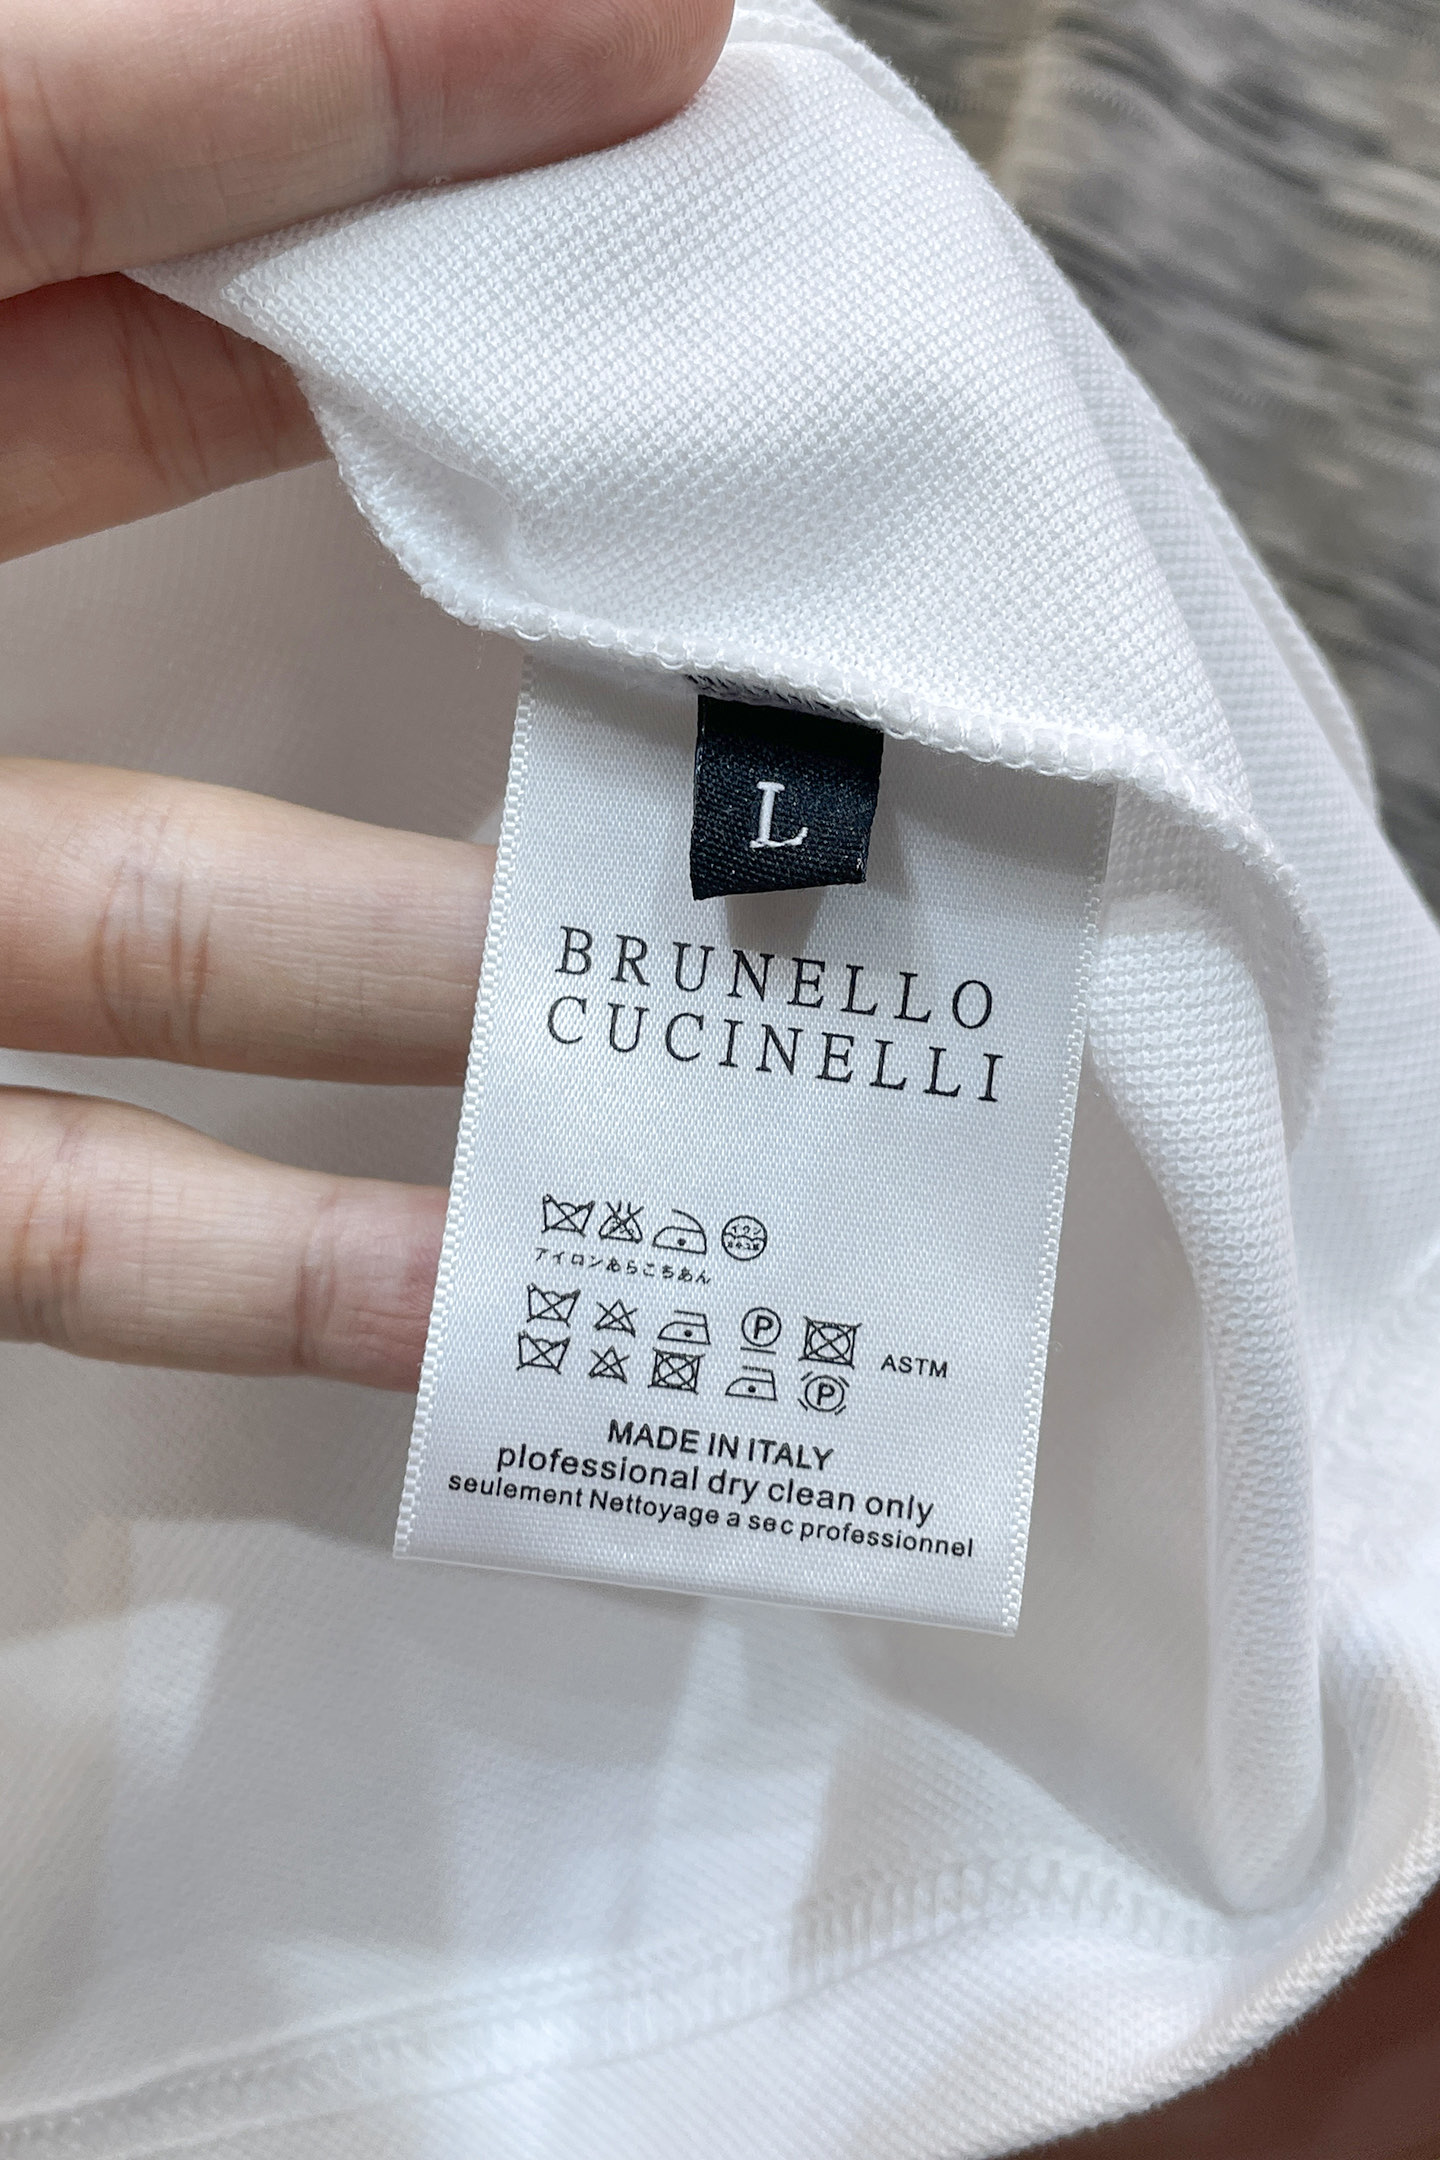 L
BRUNELLO
CUCINELLI
アイロンあらこちあん
P
ASTM
P
MADE IN ITALY
plofessional dry clean only
seulement Nettoyage a sec professionnel